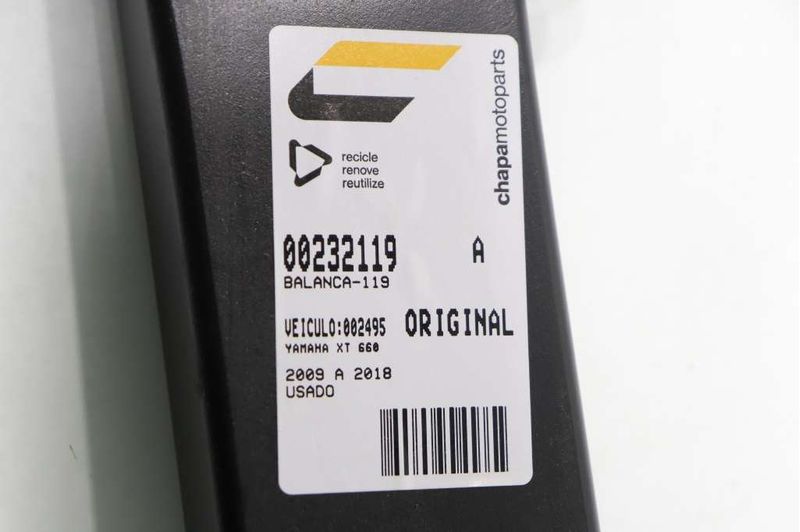 chapamotoparts
recicle
renove
reutilize
00232119 A
BALANCA-119
VEICULO:002495 ORIGINAL
YAMAHA XT 660
2009 A 2018
USADO